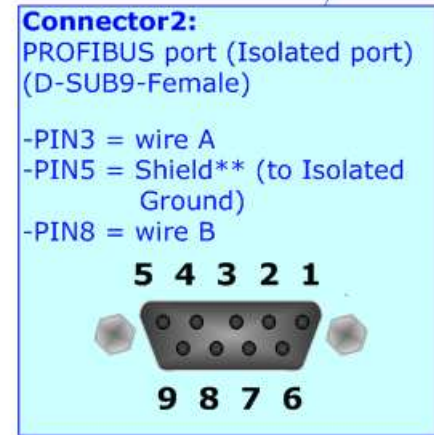 Connector2:
PROFIBUS port (Isolated port)
(D-SUB9-Female)
-PIN3 = wire A
-PIN5 = Shield** (to Isolated
Ground)
-PIN8 = wire B
5 4 3 2 1
9 8 7 6